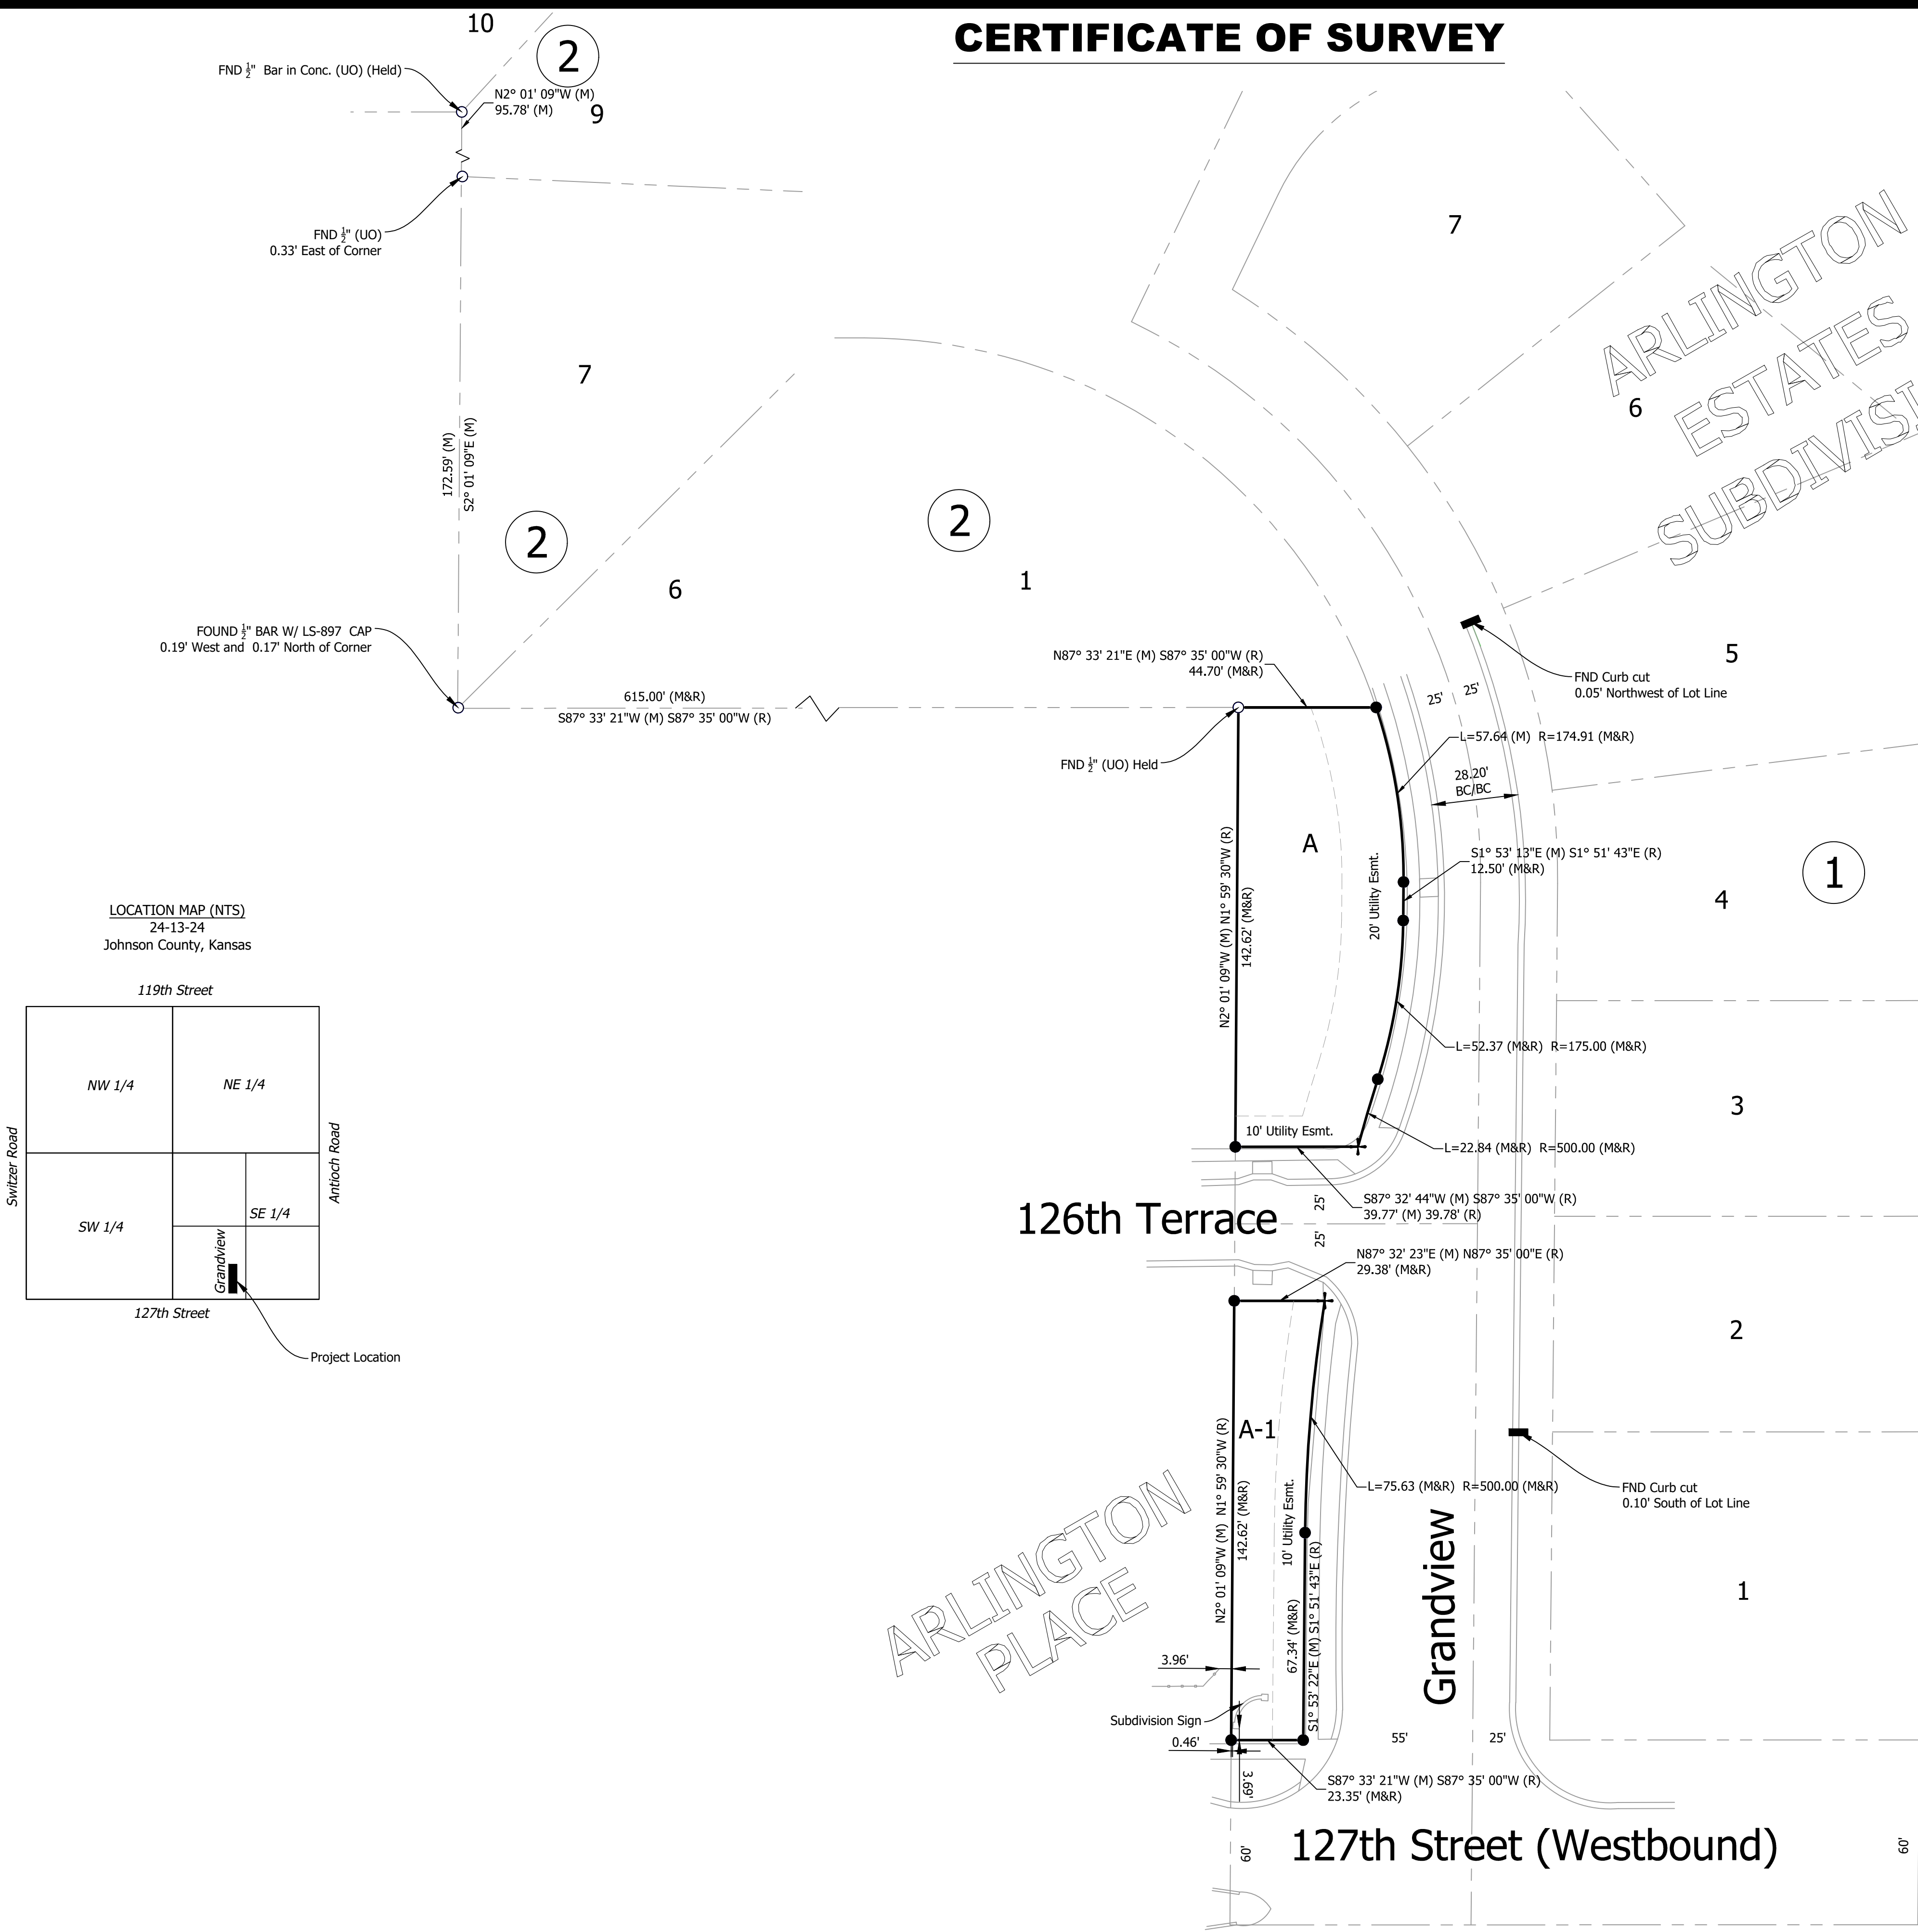 CERTIFICATE OF SURVEY
10
2
FND 1/2" Bar in Conc. (UO) (Held)
N2° 01' 09"W (M)
95.78' (M)
9
FND 1/2" (UO)
0.33' East of Corner
7
7
ARLINGTON
ESTATES
6
172.59' (M)
S2° 01' 09"E (M)
2
2
6
1
FOUND 1/2" BAR W/ LS-897 CAP
0.19' West and 0.17' North of Corner
615.00' (M&R)
S87° 33' 21"W (M) S87° 35' 00"W (R)
N87° 33' 21"E (M) S87° 35' 00"W (R)
44.70' (M&R)
5
FND Curb cut
0.05' Northwest of Lot Line
25'
25'
FND 1/2" (UO) Held
L=57.64 (M) R=174.91 (M&R)
28.20'
BC/BC
A
20' Utility Esmt.
N2° 01' 09"W (M) N1° 59' 30"W (R)
142.62' (M&R)
S1° 53' 13"E (M) S1° 51' 43"E (R)
12.50' (M&R)
1
4
LOCATION MAP (NTS)
24-13-24
Johnson County, Kansas
119th Street
NW 1/4
NE 1/4
Switzer Road
Antioch Road
SW 1/4
SE 1/4
Grandview
127th Street
Project Location
L=52.37 (M&R) R=175.00 (M&R)
3
10' Utility Esmt.
L=22.84 (M&R) R=500.00 (M&R)
126th Terrace
25'
25'
S87° 32' 44"W (M) S87° 35' 00"W (R)
39.77' (M) 39.78' (R)
N87° 32' 23"E (M) N87° 35' 00"E (R)
29.38' (M&R)
2
A-1
N2° 01' 09"W (M) N1° 59' 30"W (R)
142.62' (M&R)
10' Utility Esmt.
L=75.63 (M&R) R=500.00 (M&R)
FND Curb cut
0.10' South of Lot Line
Grandview
67.34' (M&R)
S1° 53' 22"E (M) S1° 51' 43"E (R)
1
ARLINGTON
PLACE
3.96'
Subdivision Sign
0.46'
3.69'
55'
25'
S87° 33' 21"W (M) S87° 35' 00"W (R)
23.35' (M&R)
60'
127th Street (Westbound)
60'